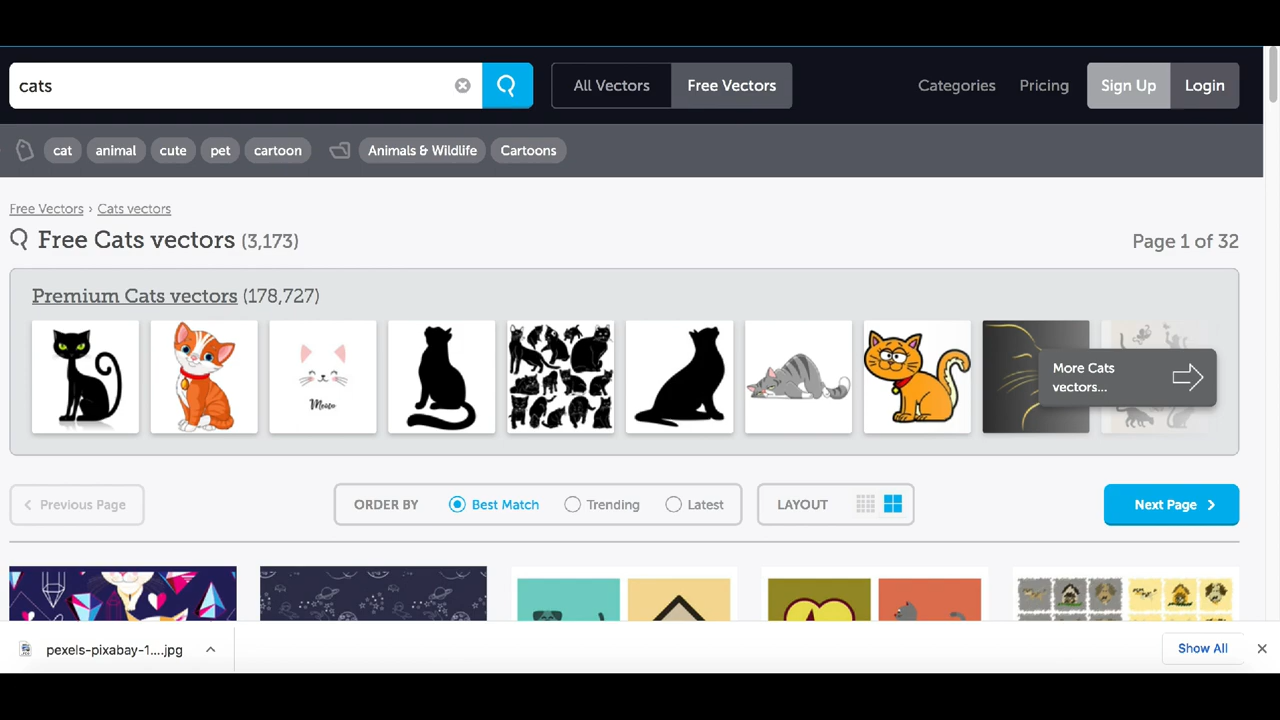 cats
All Vectors
Free Vectors
Categories
Pricing
Sign Up
Login
cat
animal
cute
pet
cartoon
Animals & Wildlife
Cartoons
Free Vectors › Cats vectors
Free Cats vectors (3,173)
Page 1 of 32
Premium Cats vectors (178,727)
Meow
More Cats
vectors...
Previous Page
ORDER BY
Best Match
Trending
Latest
LAYOUT
Next Page
pexels-pixabay-1....jpg
Show All